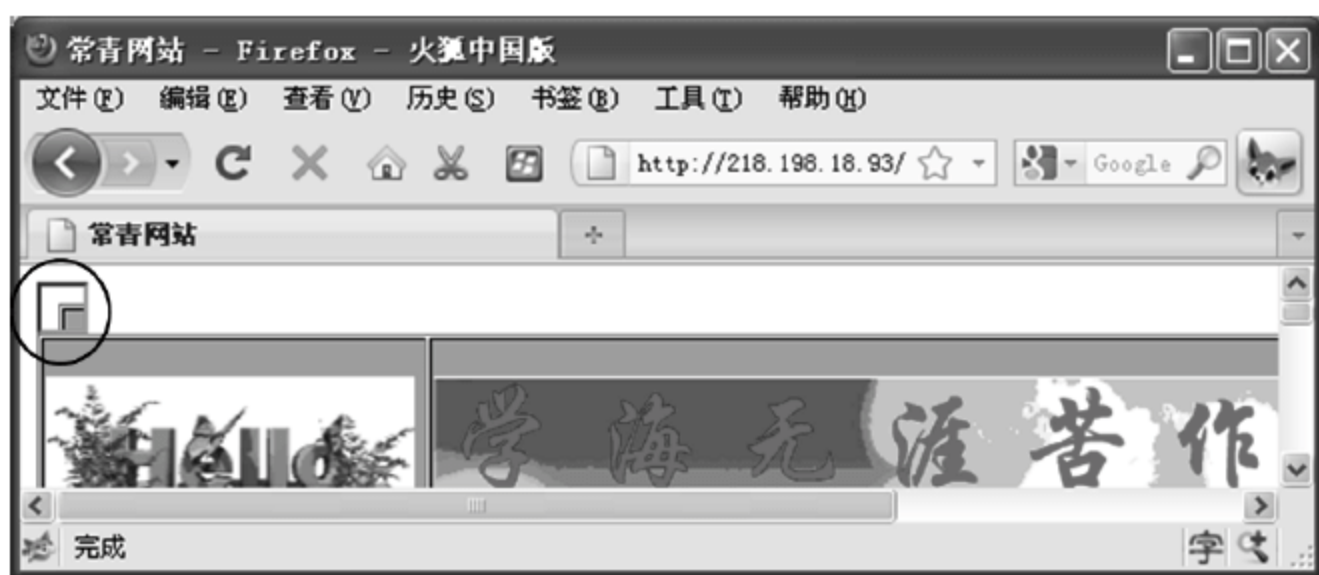 常青网站 - Firefox - 火狐中国版
文件(F) 编辑(E) 查看(V) 历史(S) 书签(B) 工具(T) 帮助(H)
http://218.198.18.93/ Google
常青网站
Hello 学海无涯苦作
完成 字